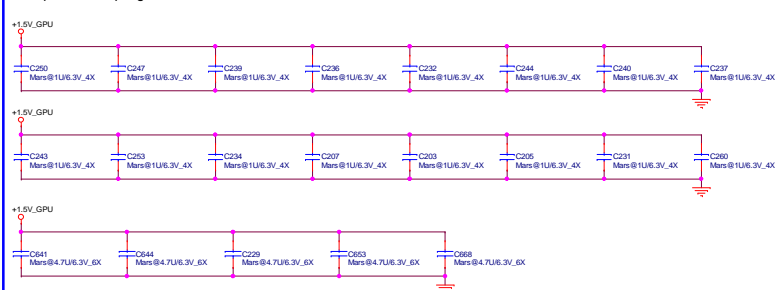 +1.5V_GPU
C250 C247 C239 C236 C232 C244 C240 C237
Mars@1U/6.3V_4X Mars@1U/6.3V_4X Mars@1U/6.3V_4X Mars@1U/6.3V_4X Mars@1U/6.3V_4X Mars@1U/6.3V_4X Mars@1U/6.3V_4X Mars@1U/6.3V_4X
+1.5V_GPU
C243 C253 C234 C207 C203 C205 C231 C260
Mars@1U/6.3V_4X Mars@1U/6.3V_4X Mars@1U/6.3V_4X Mars@1U/6.3V_4X Mars@1U/6.3V_4X Mars@1U/6.3V_4X Mars@1U/6.3V_4X Mars@1U/6.3V_4X
+1.5V_GPU
C641 C644 C229 C653 C668
Mars@4.7U/6.3V_6X Mars@4.7U/6.3V_6X Mars@4.7U/6.3V_6X Mars@4.7U/6.3V_6X Mars@4.7U/6.3V_6X